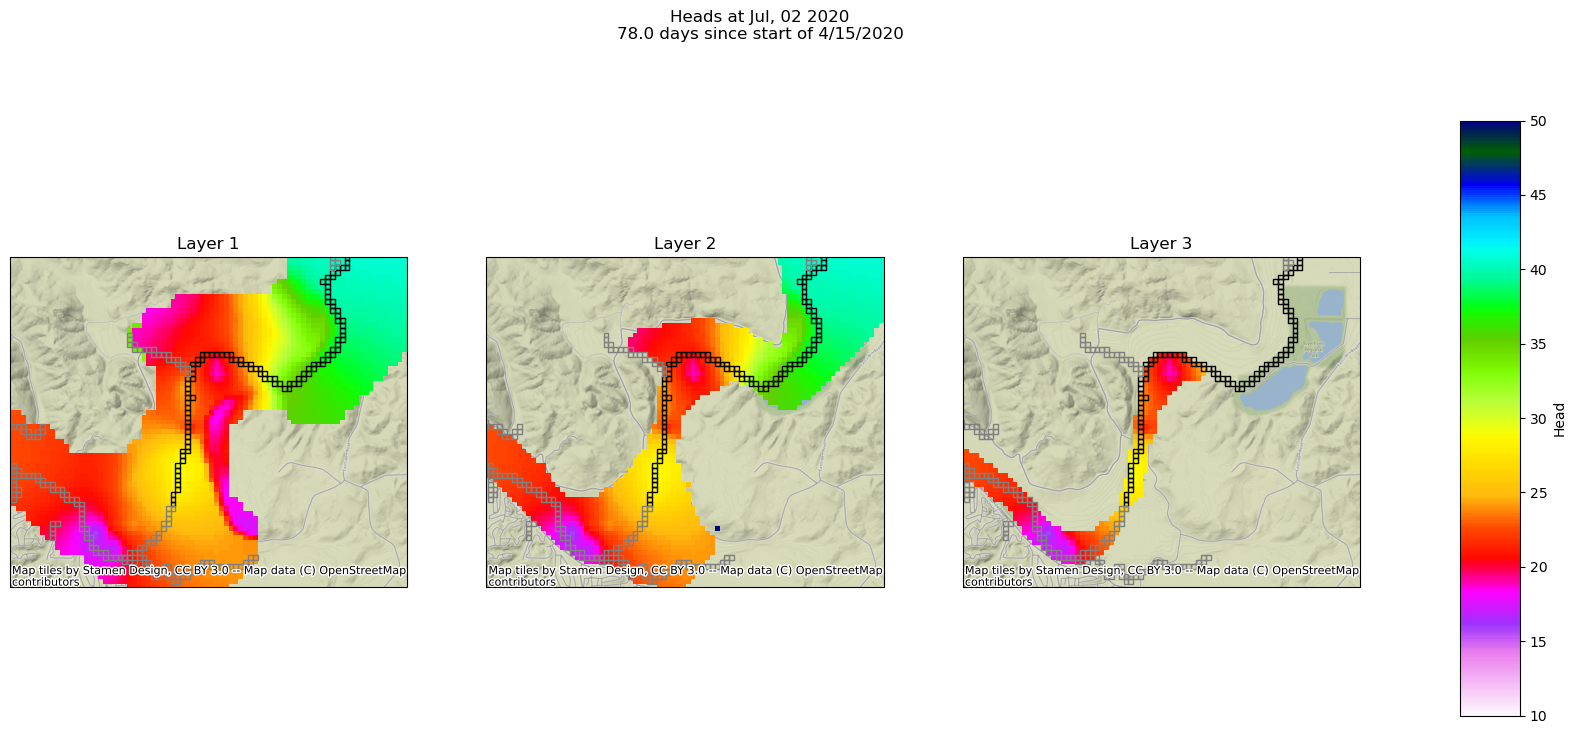 Heads at Jul, 02 2020
78.0 days since start of 4/15/2020
Layer 1
Layer 2
Layer 3
Map tiles by Stamen Design, CC BY 3.0 -- Map data (C) OpenStreetMap
contributors
Map tiles by Stamen Design, CC BY 3.0 -- Map data (C) OpenStreetMap
contributors
Map tiles by Stamen Design, CC BY 3.0 -- Map data (C) OpenStreetMap
contributors
50
45
40
35
30
25
20
15
10
Head